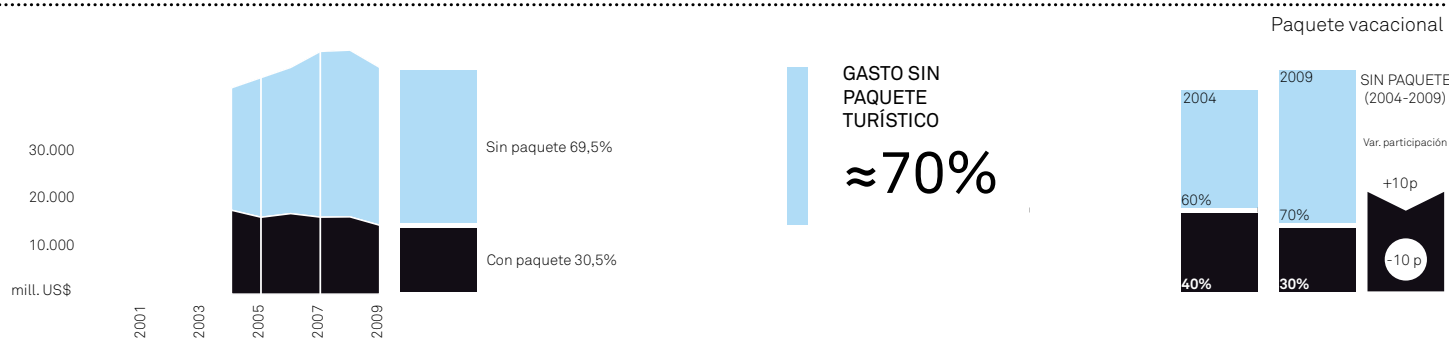 Paquete vacacional
30.000
20.000
10.000
mill. US$
2001
2003
2005
2007
2009
Sin paquete 69,5%
Con paquete 30,5%
GASTO SIN
PAQUETE
TURÍSTICO
≈70%
2004
60%
40%
2009
70%
30%
SIN PAQUETE
(2004-2009)
Var. participación
+10p
-10 p